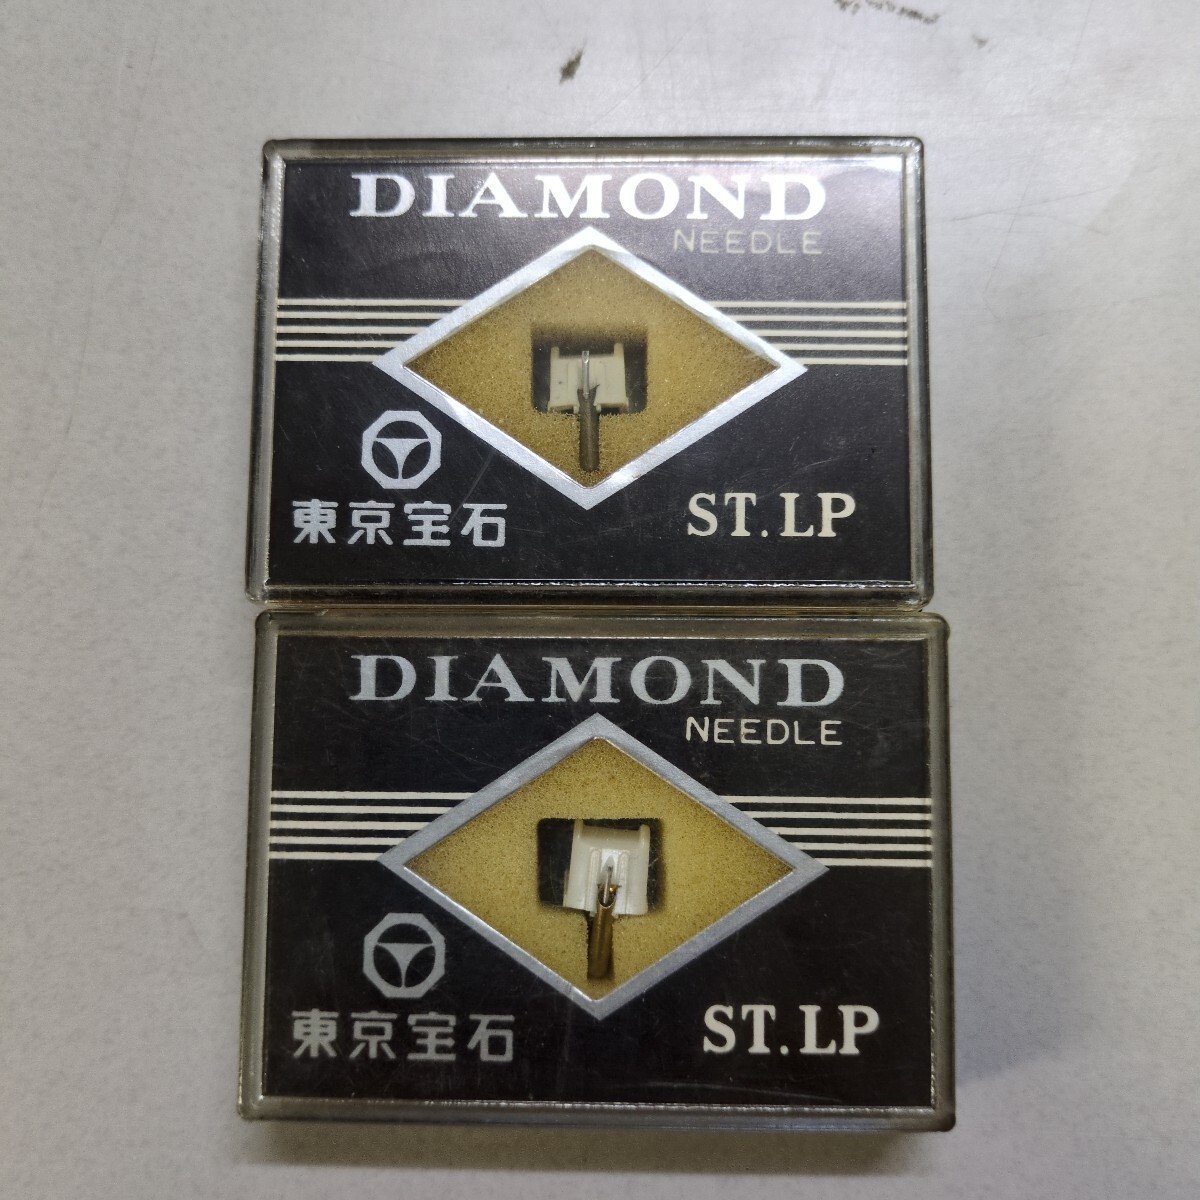 DIAMOND
NEEDLE
東京宝石
ST.LP
DIAMOND
NEEDLE
東京宝石
ST.LP